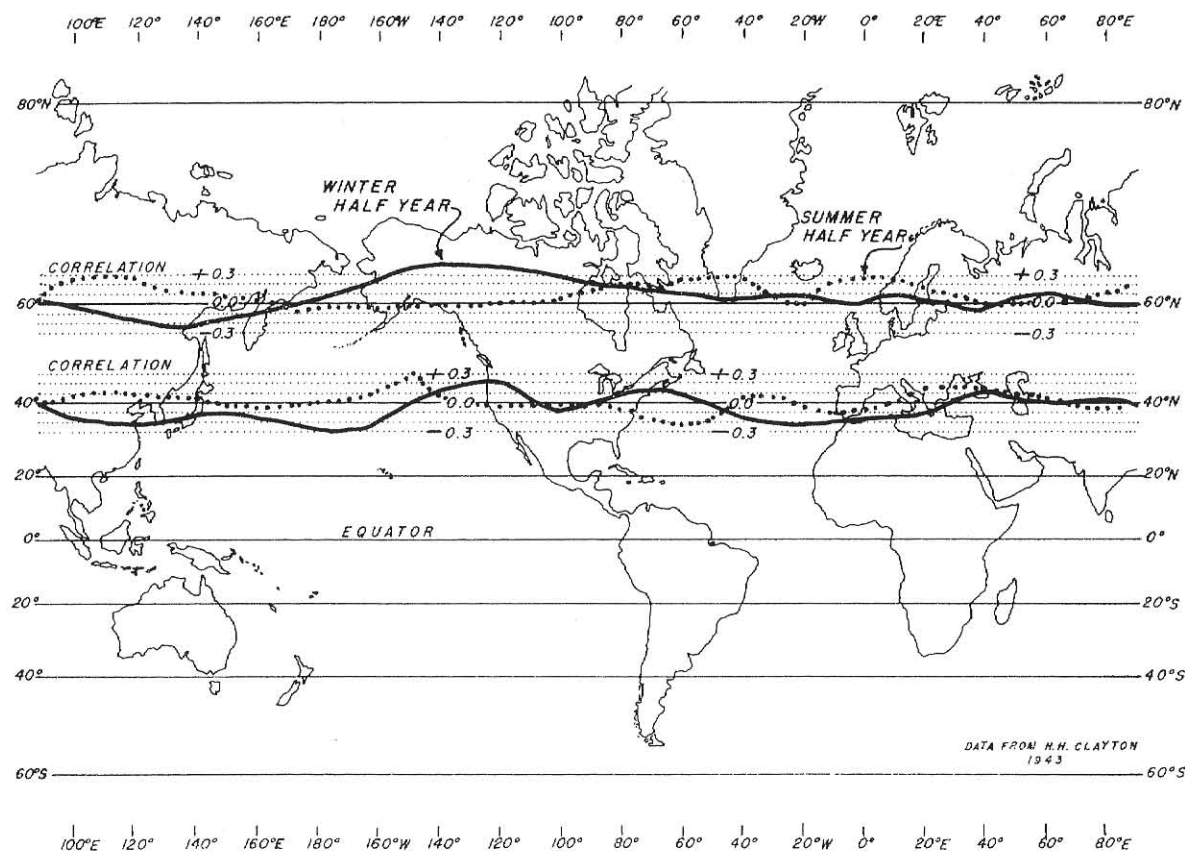 100°E 120° 140° 160°E 180° 160°W 140° 120° 100° 80° 60° 40° 20°W 0° 20°E 40° 60° 80°E
80°N 80°N
WINTER
HALF YEAR
SUMMER
HALF YEAR
CORRELATION +0.3 +0.3
60°N 0.0 0.0 60°N
-0.3 -0.3
CORRELATION +0.3 +0.3
40°N 0.0 0.0 40°N
-0.3 -0.3
20° 20°N
EQUATOR
0° 0°
20° 20°S
40° 40°S
DATA FROM H.H. CLAYTON
1943
60°S 60°S
100°E 120° 140° 160°E 180° 160°W 140° 120° 100° 80° 60° 40° 20°W 0° 20°E 40° 60° 80°E